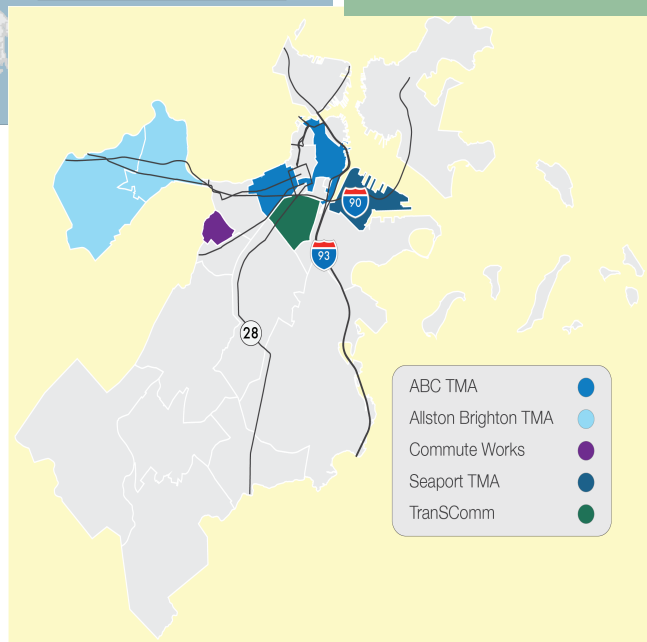 90
93
28
ABC TMA
Allston Brighton TMA
Commute Works
Seaport TMA
TranSComm